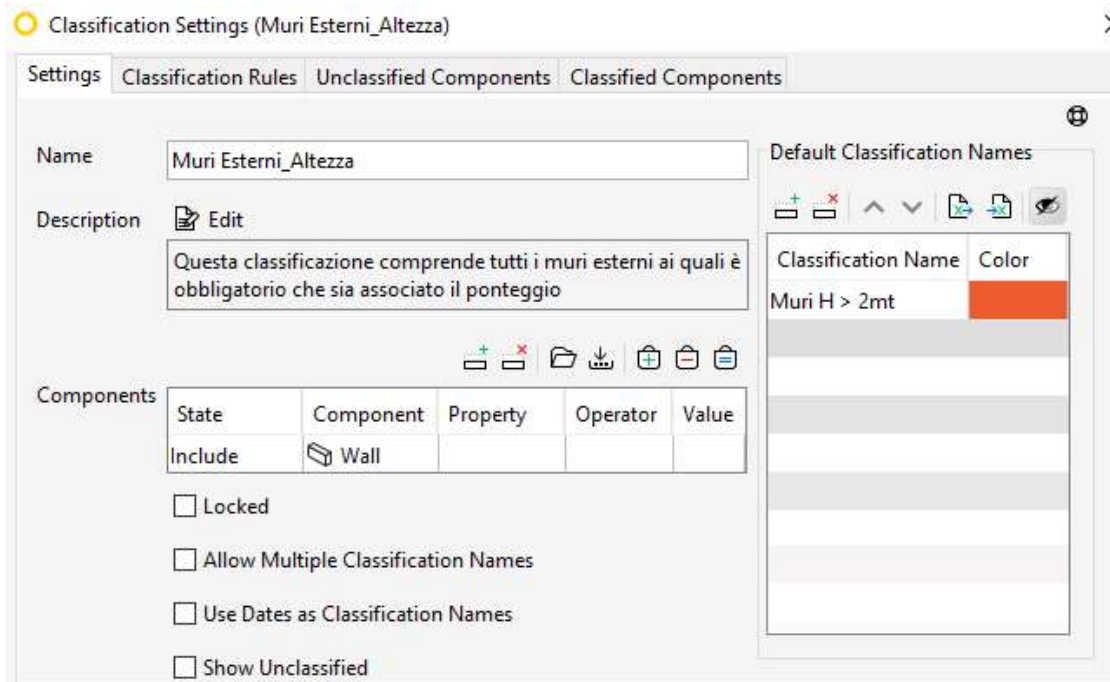 Classification Settings (Muri Esterni_Altezza)
Settings Classification Rules Unclassified Components Classified Components
Name Muri Esterni_Altezza
Description Edit
Questa classificazione comprende tutti i muri esterni ai quali è
obbligatorio che sia associato il ponteggio
Components
State Component Property Operator Value
Include Wall
Locked
Allow Multiple Classification Names
Use Dates as Classification Names
Show Unclassified
Default Classification Names
Classification Name Color
Muri H > 2mt